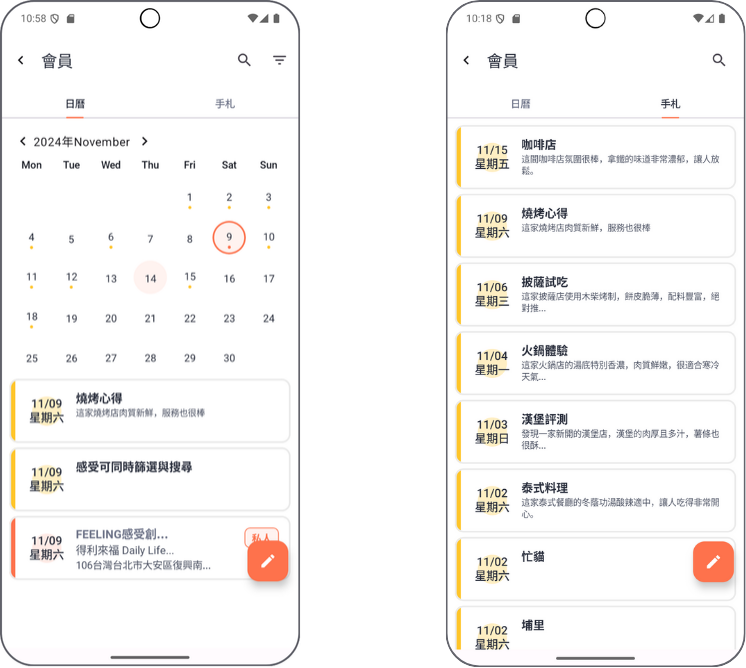 10:58
會員
日曆
手札
2024年November
Mon Tue Wed Thu Fri Sat Sun
1 2 3
4 5 6 7 8 9 10
11 12 13 14 15 16 17
18 19 20 21 22 23 24
25 26 27 28 29 30
11/09
星期六
燒烤心得
這家燒烤店肉質新鮮，服務也很棒
11/09
星期六
感受可同時篩選與搜尋
11/09
星期六
FEELING感受創...
得利來福 Daily Life...
106台灣台北市大安區復興南...
私人
10:18
會員
日曆
手札
11/15
星期五
咖啡店
這間咖啡店氛圍很棒，拿鐵的味道非常濃郁，讓人放
鬆。
11/09
星期六
燒烤心得
這家燒烤店肉質新鮮，服務也很棒
11/06
星期三
披薩試吃
這家披薩店使用木柴烤制，餅皮脆薄，配料豐富，絕
對推...
11/04
星期一
火鍋體驗
這家火鍋店的湯底特別香濃，肉質鮮嫩，很適合寒冷
天氣...
11/03
星期日
漢堡評測
發現一家新開的漢堡店，漢堡的肉厚且多汁，薯條也
很酥...
11/02
星期六
泰式料理
這家泰式餐廳的冬蔭功湯酸辣適中，讓人吃得非常開
心。
11/02
星期六
忙貓
11/02
星期六
埔里